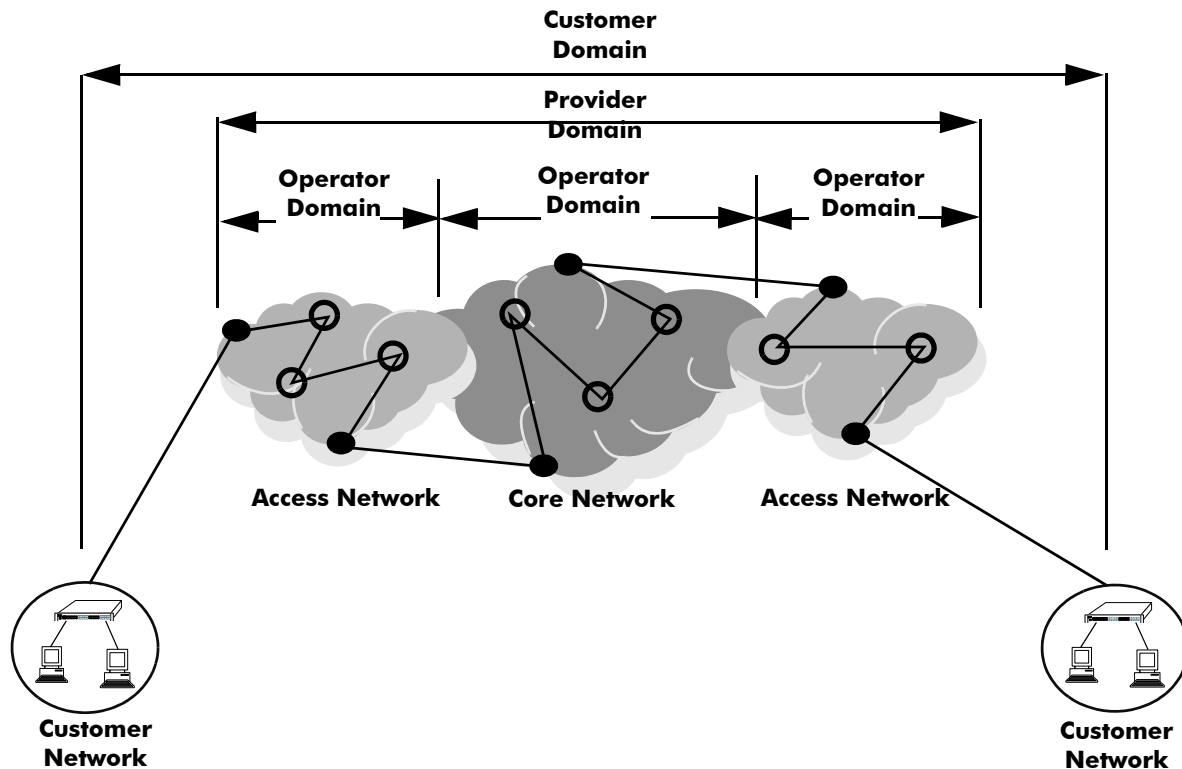 Customer
Domain
Provider
Domain
Operator
Domain
Operator
Domain
Operator
Domain
Access Network
Core Network
Access Network
Customer
Network
Customer
Network